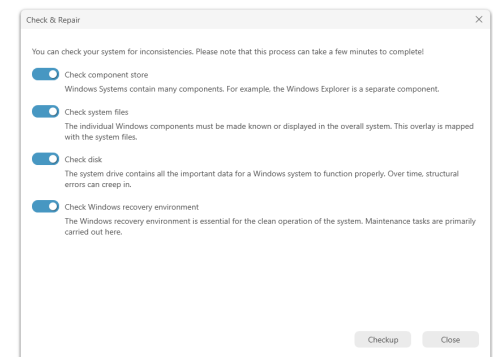 Check & Repair
You can check your system for inconsistencies. Please note that this process can take a few minutes to complete!
Check component store
Windows Systems contain many components. For example, the Windows Explorer is a separate component.
Check system files
The individual Windows components must be made known or displayed in the overall system. This overlay is mapped
with the system files.
Check disk
The system drive contains all the important data for a Windows system to function properly. Over time, structural
errors can creep in.
Check Windows recovery environment
The Windows recovery environment is essential for the clean operation of the system. Maintenance tasks are primarily
carried out here.
Checkup Close